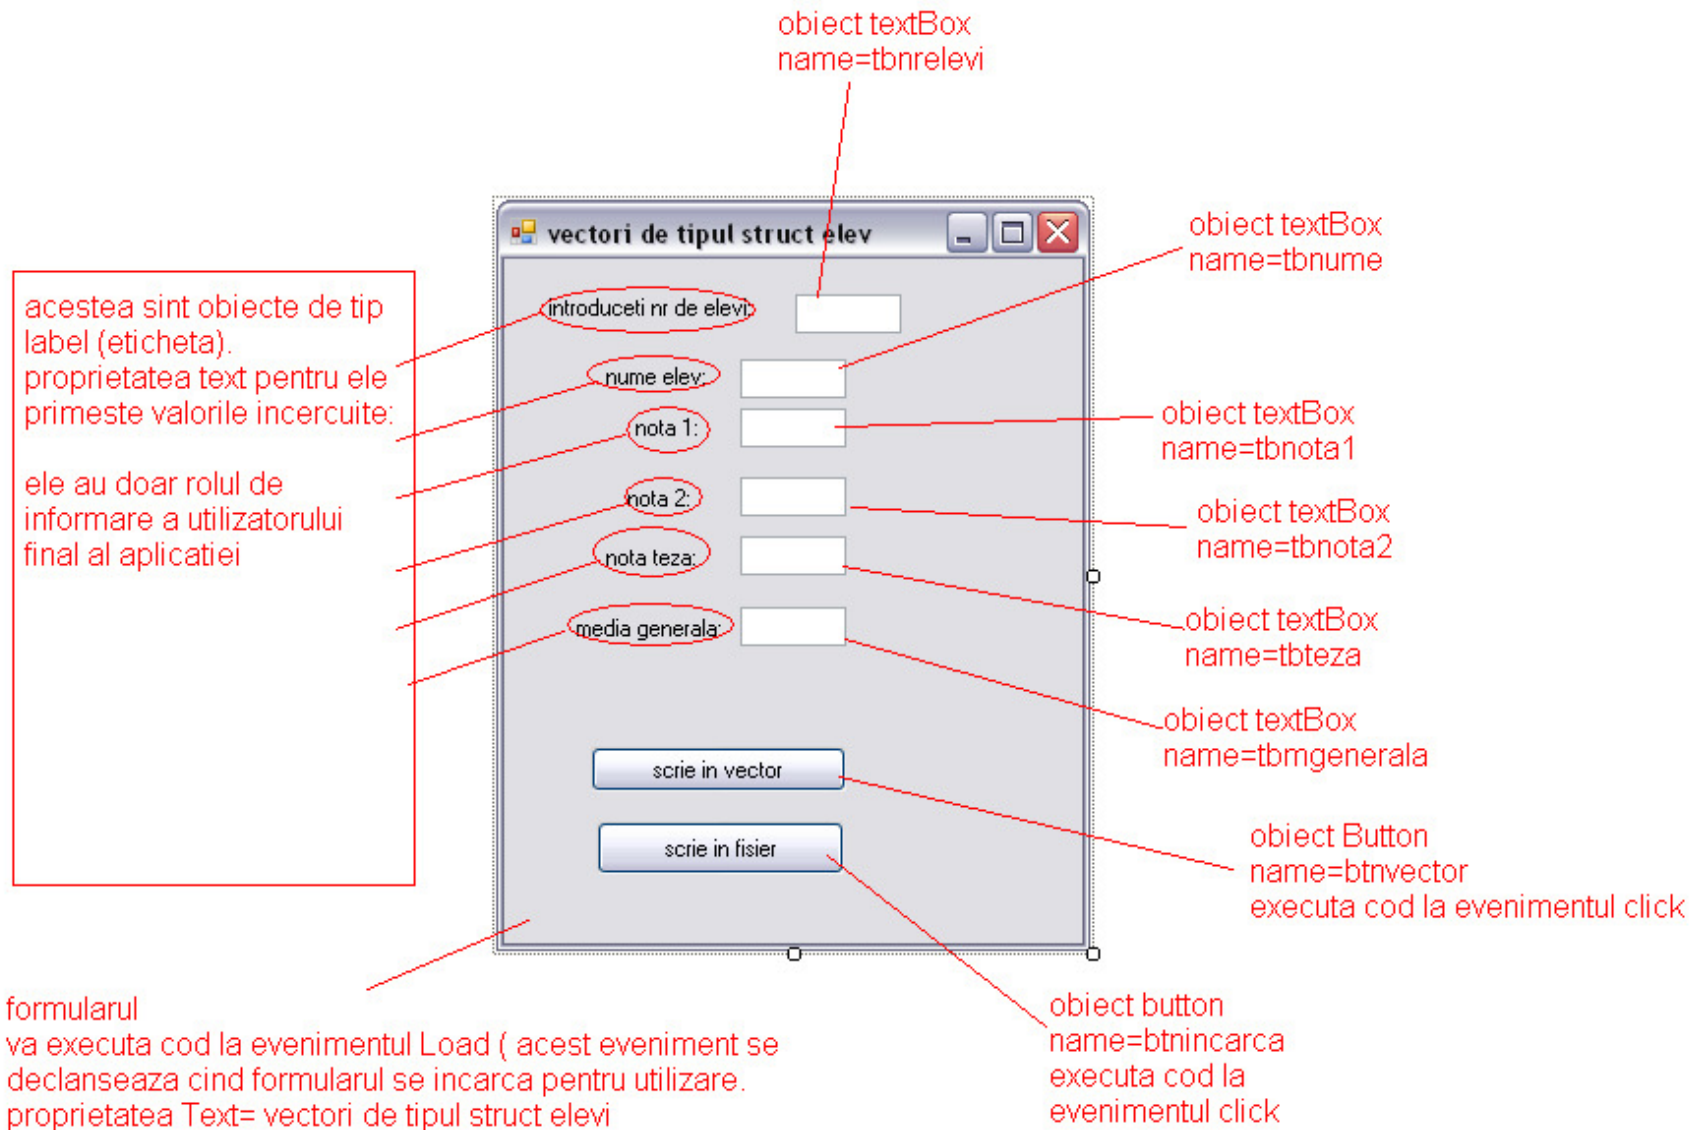 obiect textBox
name=tbnrelevi
vectori de tipul struct elev
obiect textBox
name=tbnume
acestea sint obiecte de tip
label (eticheta).
proprietatea text pentru ele
primeste valorile incercuite:
ele au doar rolul de
informare a utilizatorului
final al aplicatiei
introduceti nr de elevi:
nume elev:
nota 1:
nota 2:
nota teza:
media generala:
obiect textBox
name=tbnota1
obiect textBox
name=tbnota2
obiect textBox
name=tbteza
obiect textBox
name=tbmgenerala
scrie in vector
scrie in fisier
obiect Button
name=btnvector
executa cod la evenimentul click
formularul
va executa cod la evenimentul Load ( acest eveniment se
declanseaza cind formularul se incarca pentru utilizare.
proprietatea Text= vectori de tipul struct elevi
obiect button
name=btnincarca
executa cod la
evenimentul click